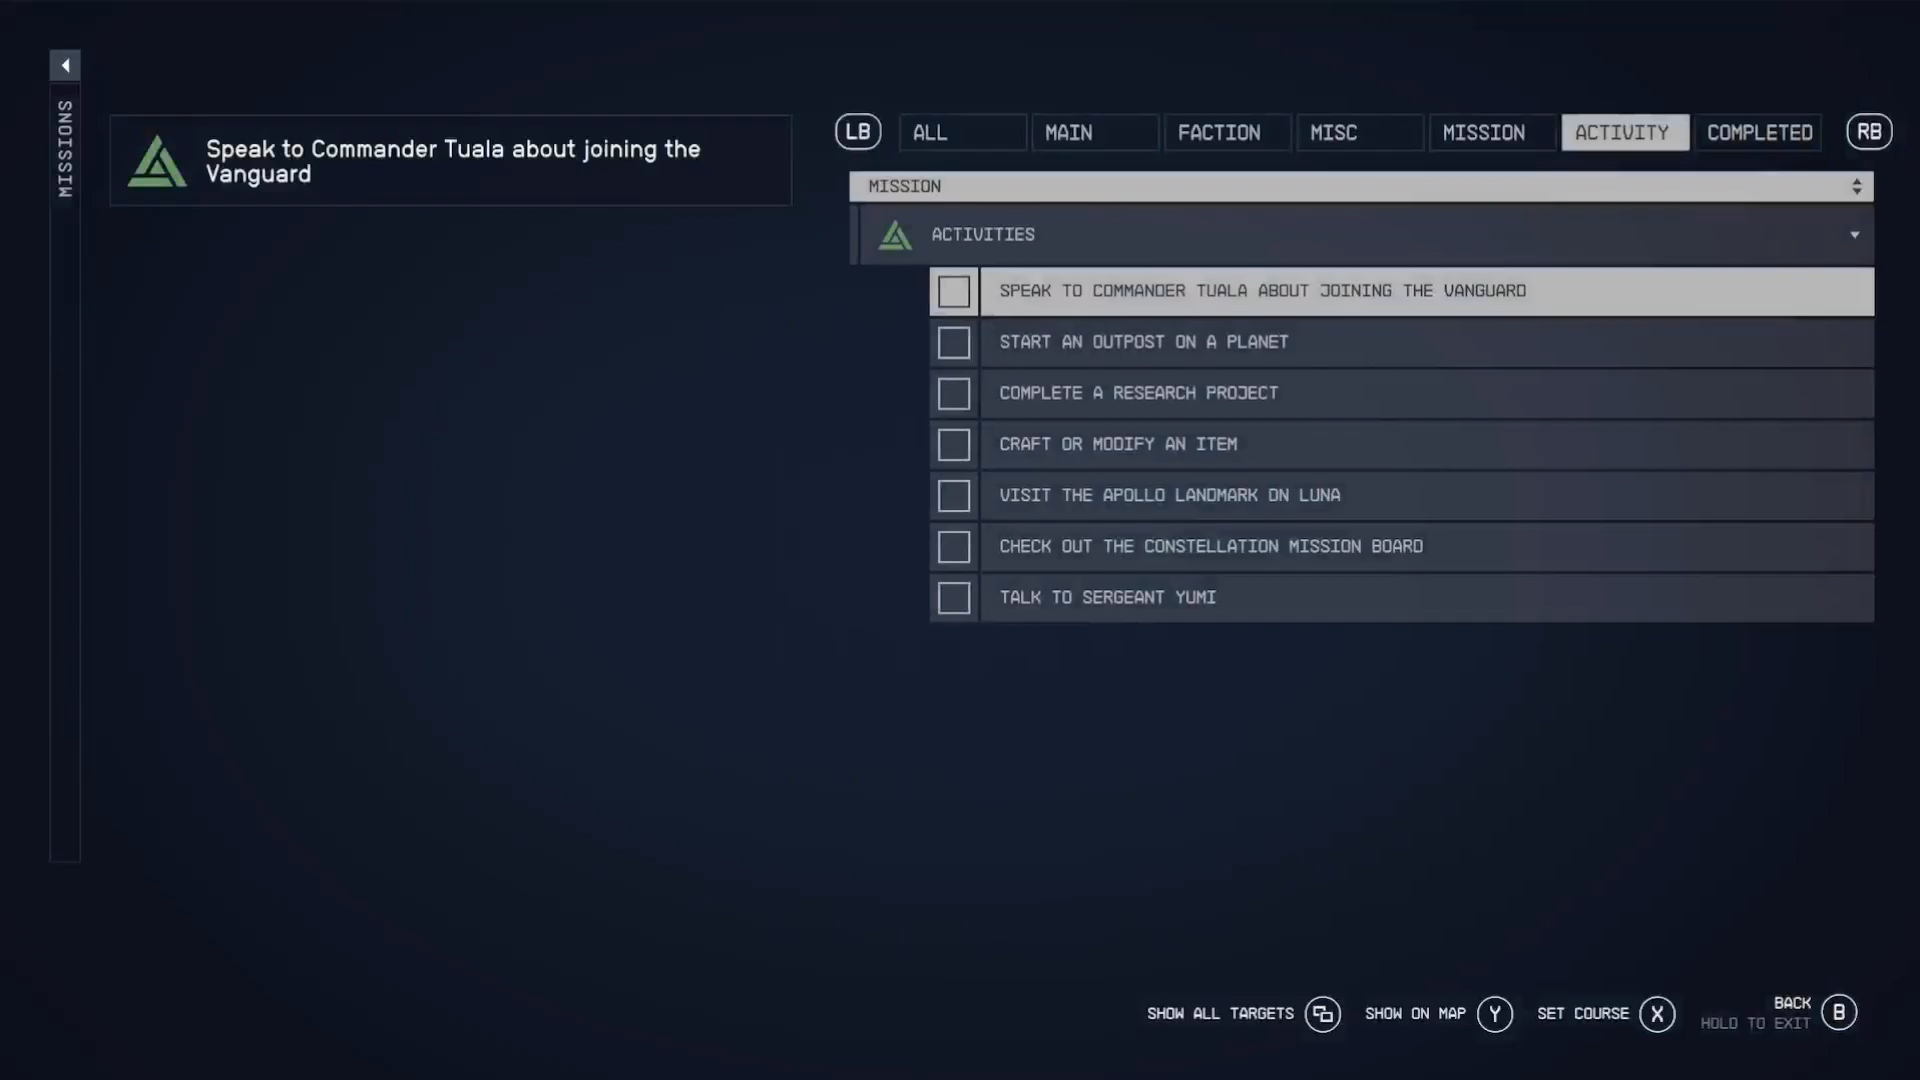 MISSIONS
Speak to Commander Tuala about joining the
Vanguard
LB ALL MAIN FACTION MISC MISSION ACTIVITY COMPLETED RB
MISSION
ACTIVITIES
SPEAK TO COMMANDER TUALA ABOUT JOINING THE VANGUARD
START AN OUTPOST ON A PLANET
COMPLETE A RESEARCH PROJECT
CRAFT OR MODIFY AN ITEM
VISIT THE APOLLO LANDMARK ON LUNA
CHECK OUT THE CONSTELLATION MISSION BOARD
TALK TO SERGEANT YUMI
SHOW ALL TARGETS SHOW ON MAP Y SET COURSE X BACK B
HOLD TO EXIT